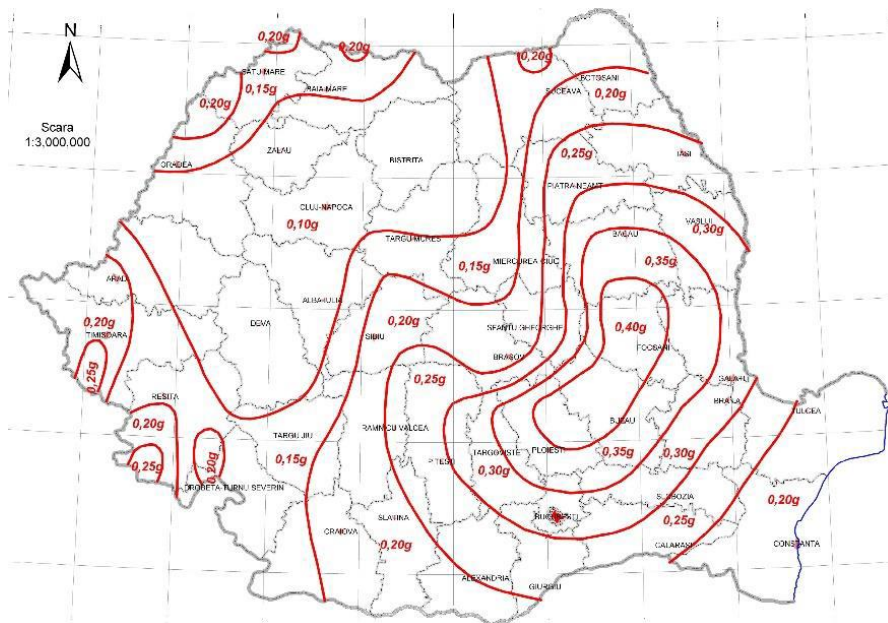 N
Scara
1:3,000,000
0,20g
0,20g
0,20g
SATU-MARE
0,15g
BAIA-MARE
0,20g
BOTOSANI
SUCEAVA
0,20g
ORADEA
ZALAU
BISTRITA
0,25g
IASI
PIATRA-NEAMT
CLUJ-NAPOCA
0,10g
VASLUI
0,30g
TARGU-MURES
BACAU
0,15g
MIERCUREA CIUC
0,35g
ARAD
ALBA-IULIA
0,20g
TIMISOARA
DEVA
0,20g
SIBIU
SFANTU GHEORGHE
0,40g
FOCSANI
BRASOV
0,25g
0,25g
GALATI
BRAILA
TULCEA
RESITA
0,20g
RAMNICU VALCEA
BUZAU
TARGU JIU
0,15g
0,25g
0,20g
PITESTI
TARGOVISTE
0,30g
PLOIESTI
0,35g
0,30g
DROBETA-TURNU SEVERIN
SLOBOZIA
0,20g
SLATINA
BUCURESTI
0,25g
CRAIOVA
0,20g
CALARASI
CONSTANTA
ALEXANDRIA
GIURGIU